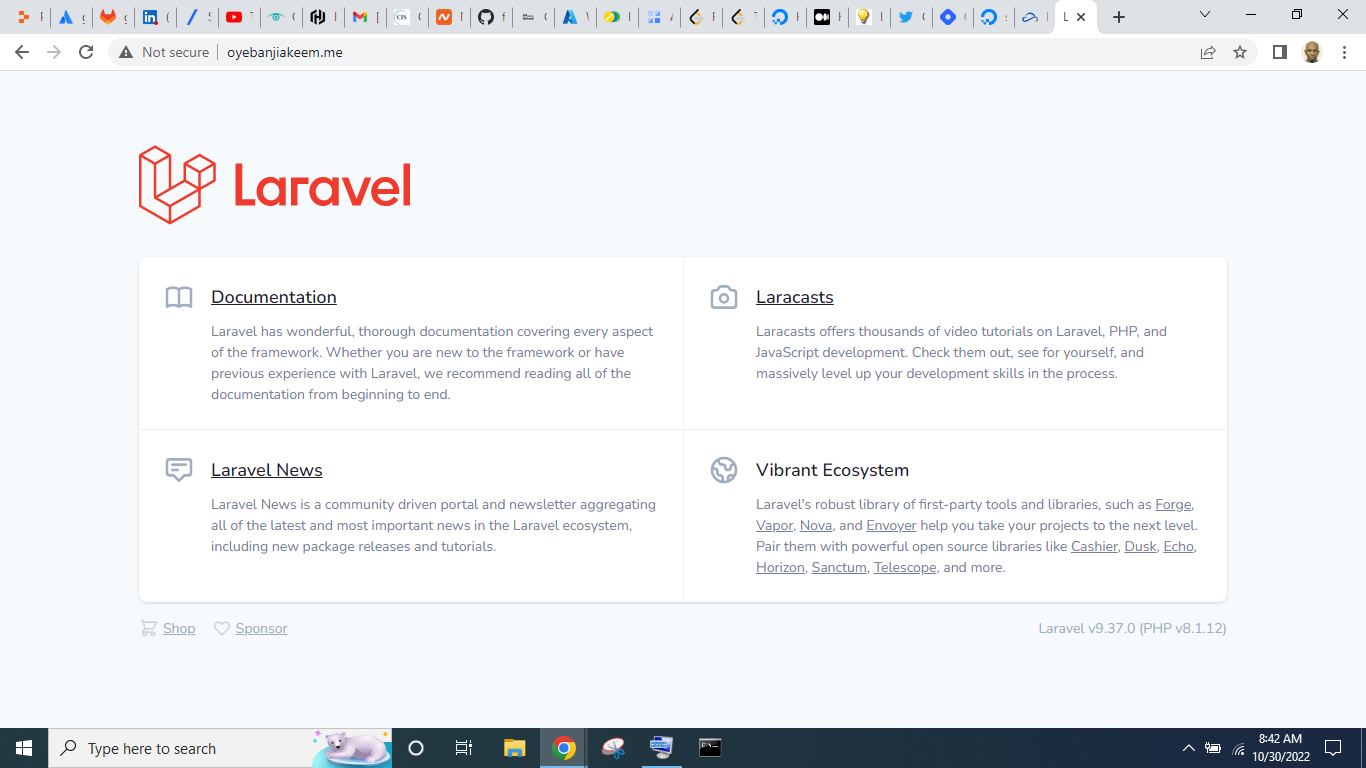 Not secure
oyebanjiakeem.me
Laravel
Documentation
Laravel has wonderful, thorough documentation covering every aspect
of the framework. Whether you are new to the framework or have
previous experience with Laravel, we recommend reading all of the
documentation from beginning to end.
Laracasts
Laracasts offers thousands of video tutorials on Laravel, PHP, and
JavaScript development. Check them out, see for yourself, and
massively level up your development skills in the process.
Laravel News
Laravel News is a community driven portal and newsletter aggregating
all of the latest and most important news in the Laravel ecosystem,
including new package releases and tutorials.
Vibrant Ecosystem
Laravel's robust library of first-party tools and libraries, such as Forge,
Vapor, Nova, and Envoyer help you take your projects to the next level.
Pair them with powerful open source libraries like Cashier, Dusk, Echo,
Horizon, Sanctum, Telescope, and more.
Shop
Sponsor
Laravel v9.37.0 (PHP v8.1.12)
Type here to search
8:42 AM
10/30/2022